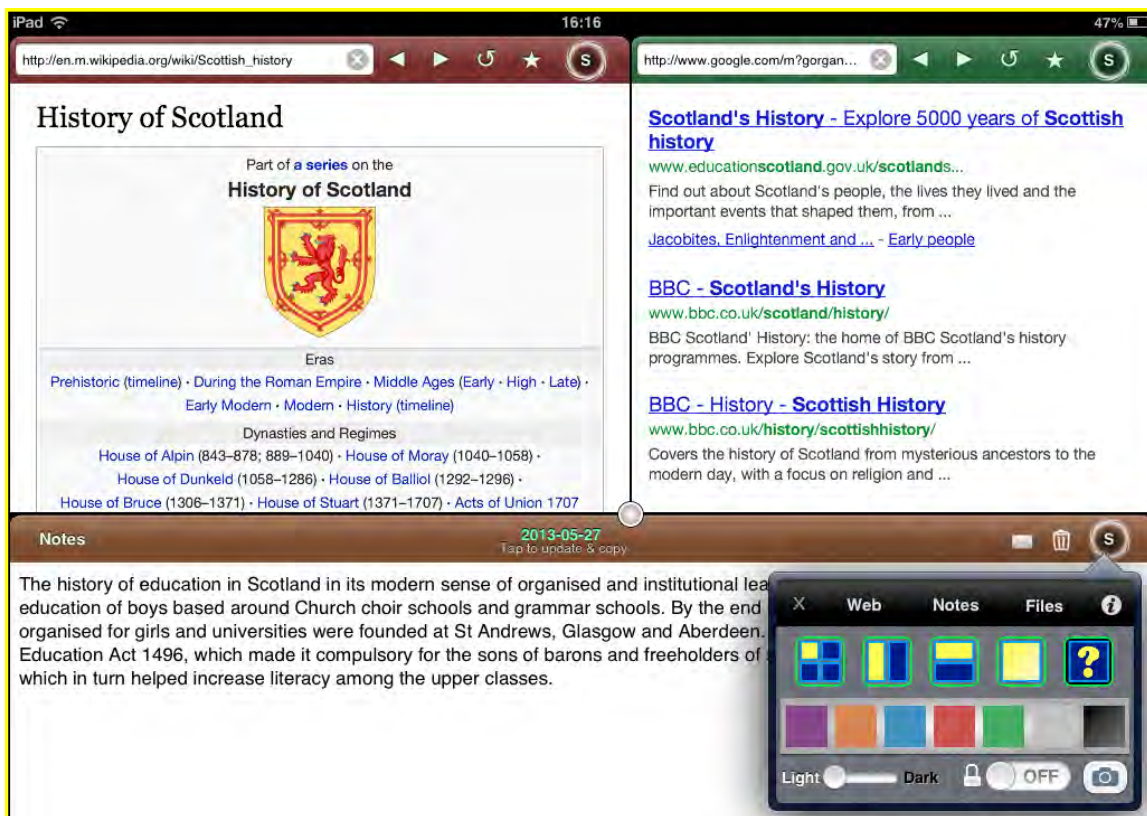 iPad 16:16 47%
http://en.m.wikipedia.org/wiki/Scottish_history S
History of Scotland
Part of a series on the
History of Scotland
Eras
Prehistoric (timeline) · During the Roman Empire · Middle Ages (Early · High · Late) ·
Early Modern · Modern · History (timeline)
Dynasties and Regimes
House of Alpin (843–878; 889–1040) · House of Moray (1040–1058) ·
House of Dunkeld (1058–1286) · House of Balliol (1292–1296) ·
House of Bruce (1306–1371) · House of Stuart (1371–1707) · Acts of Union 1707
http://www.google.com/m?gorgan... S
Scotland's History - Explore 5000 years of Scottish
history
www.educationscotland.gov.uk/scotlands...
Find out about Scotland's people, the lives they lived and the
important events that shaped them, from ...
Jacobites, Enlightenment and ... - Early people
BBC - Scotland's History
www.bbc.co.uk/scotland/history/
BBC Scotland' History: the home of BBC Scotland's history
programmes. Explore Scotland's story from ...
BBC - History - Scottish History
www.bbc.co.uk/history/scottishhistory/
Covers the history of Scotland from mysterious ancestors to the
modern day, with a focus on religion and ...
Notes 2013-05-27 S
Tap to update & copy
The history of education in Scotland in its modern sense of organised and institutional lea
education of boys based around Church choir schools and grammar schools. By the end
organised for girls and universities were founded at St Andrews, Glasgow and Aberdeen.
Education Act 1496, which made it compulsory for the sons of barons and freeholders of
which in turn helped increase literacy among the upper classes.
X Web Notes Files i
?
Light Dark OFF